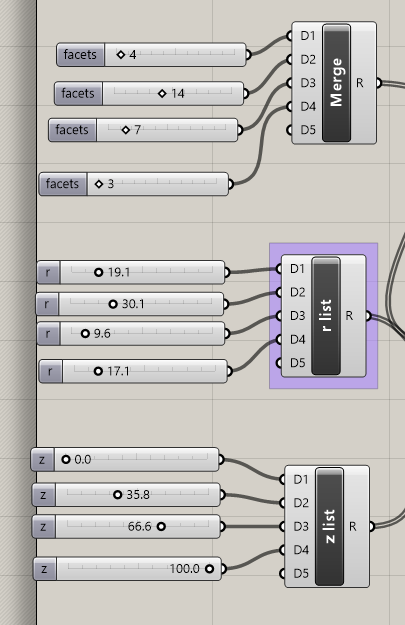 facets 4
facets 14
facets 7
facets 3
D1
D2
D3
D4
D5
Merge
R
r 19.1
r 30.1
r 9.6
r 17.1
D1
D2
D3
D4
D5
r list
R
z 0.0
z 35.8
z 66.6
z 100.0
D1
D2
D3
D4
D5
z list
R